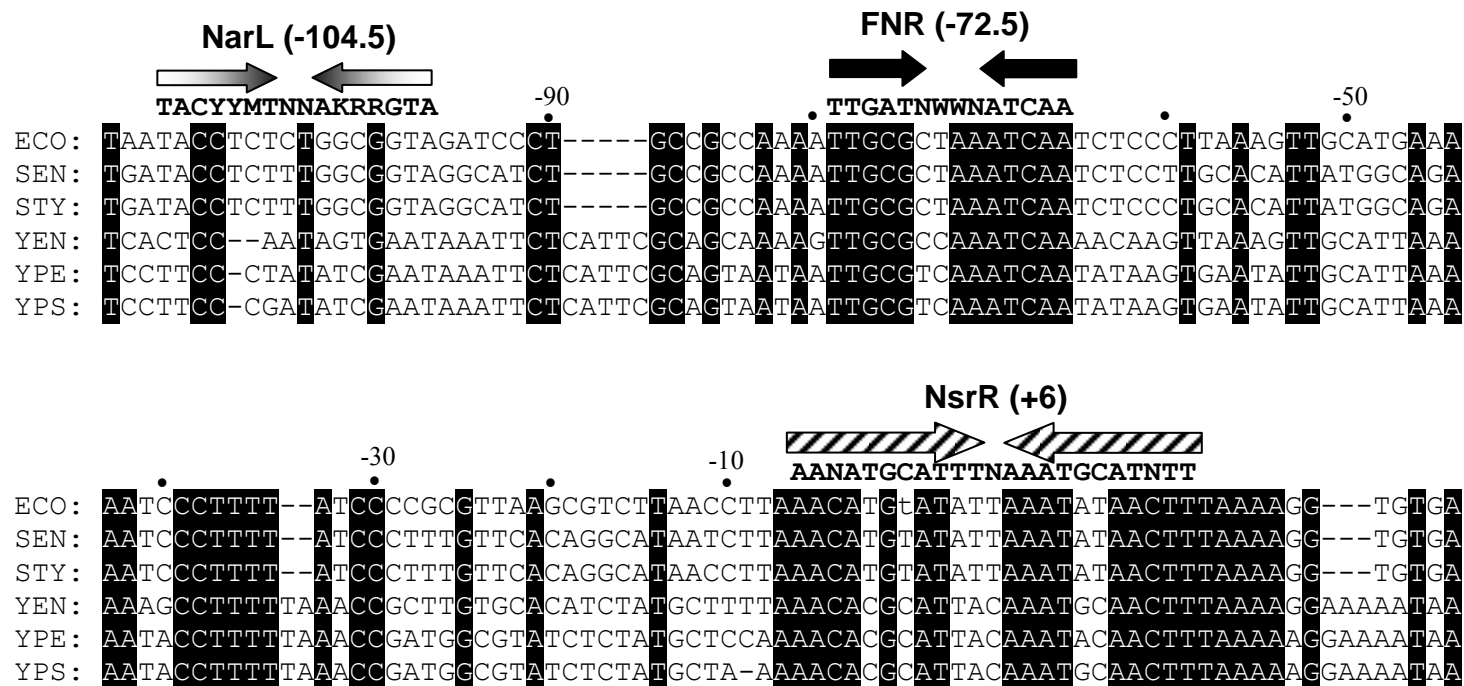 NarL (-104.5)
FNR (-72.5)
TACYYMTNNAKRRGTA
-90
TTGATNWWNATCAA
-50
ECO: TAATACCTCTCTGGCGGTAGATCCCT-----GCCGCCAAAATTGCGCTAAATCAATCTCCCTTAAAGTTGCATGAAA
SEN: TGATACCTCTTTGGCGGTAGGCATCT-----GCCGCCAAAATTGCGCTAAATCAATCTCCTTGCACATTATGGCAGA
STY: TGATACCTCTTTGGCGGTAGGCATCT-----GCCGCCAAAATTGCGCTAAATCAATCTCCCTGCACATTATGGCAGA
YEN: TCACTCC--AATAGTGAATAAATTCTCATTCGCAGCAAAAGTTGCGCCAAATCAAAACAAGTTAAAGTTGCATTAAA
YPE: TCCTTCC-CTATATCGAATAAATTCTCATTCGCAGTAATAATTGCGTCAAATCAATATAAGTGAATATTGCATTAAA
YPS: TCCTTCC-CGATATCGAATAAATTCTCATTCGCAGTAATAATTGCGTCAAATCAATATAAGTGAATATTGCATTAAA
NsrR (+6)
-30
-10
AANATGCATTTNAAATGCATNTT
ECO: AATCCCTTTT--ATCCCCGCGTTAAGCGTCTTAACCTTAAACATGtATATTAAATATAACTTTAAAAGG---TGTGA
SEN: AATCCCTTTT--ATCCCTTTGTTCACAGGCATAATCTTAAACATGTATATTAAATATAACTTTAAAAGG---TGTGA
STY: AATCCCTTTT--ATCCCTTTGTTCACAGGCATAACCTTAAACATGTATATTAAATATAACTTTAAAAGG---TGTGA
YEN: AAAGCCTTTTTAAACCGCTTGTGCACATCTATGCTTTTAAACACGCATTACAAATGCAACTTTAAAAGGAAAAATAA
YPE: AATACCTTTTTAAACCGATGGCGTATCTCTATGCTCCAAAACACGCATTACAAATACAACTTTAAAAAGGAAAATAA
YPS: AATACCTTTTTAAACCGATGGCGTATCTCTATGCTA-AAAACACGCATTACAAATGCAACTTTAAAAAGGAAAATAA